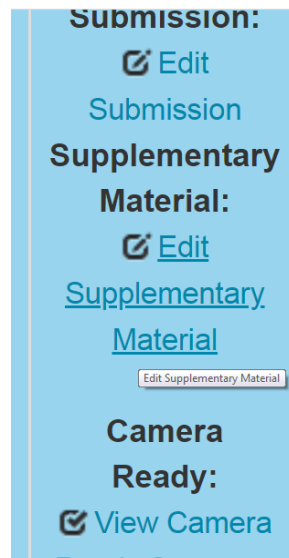 Submission:
Edit
Submission
Supplementary
Material:
Edit
Supplementary
Material
Edit Supplementary Material
Camera
Ready:
View Camera